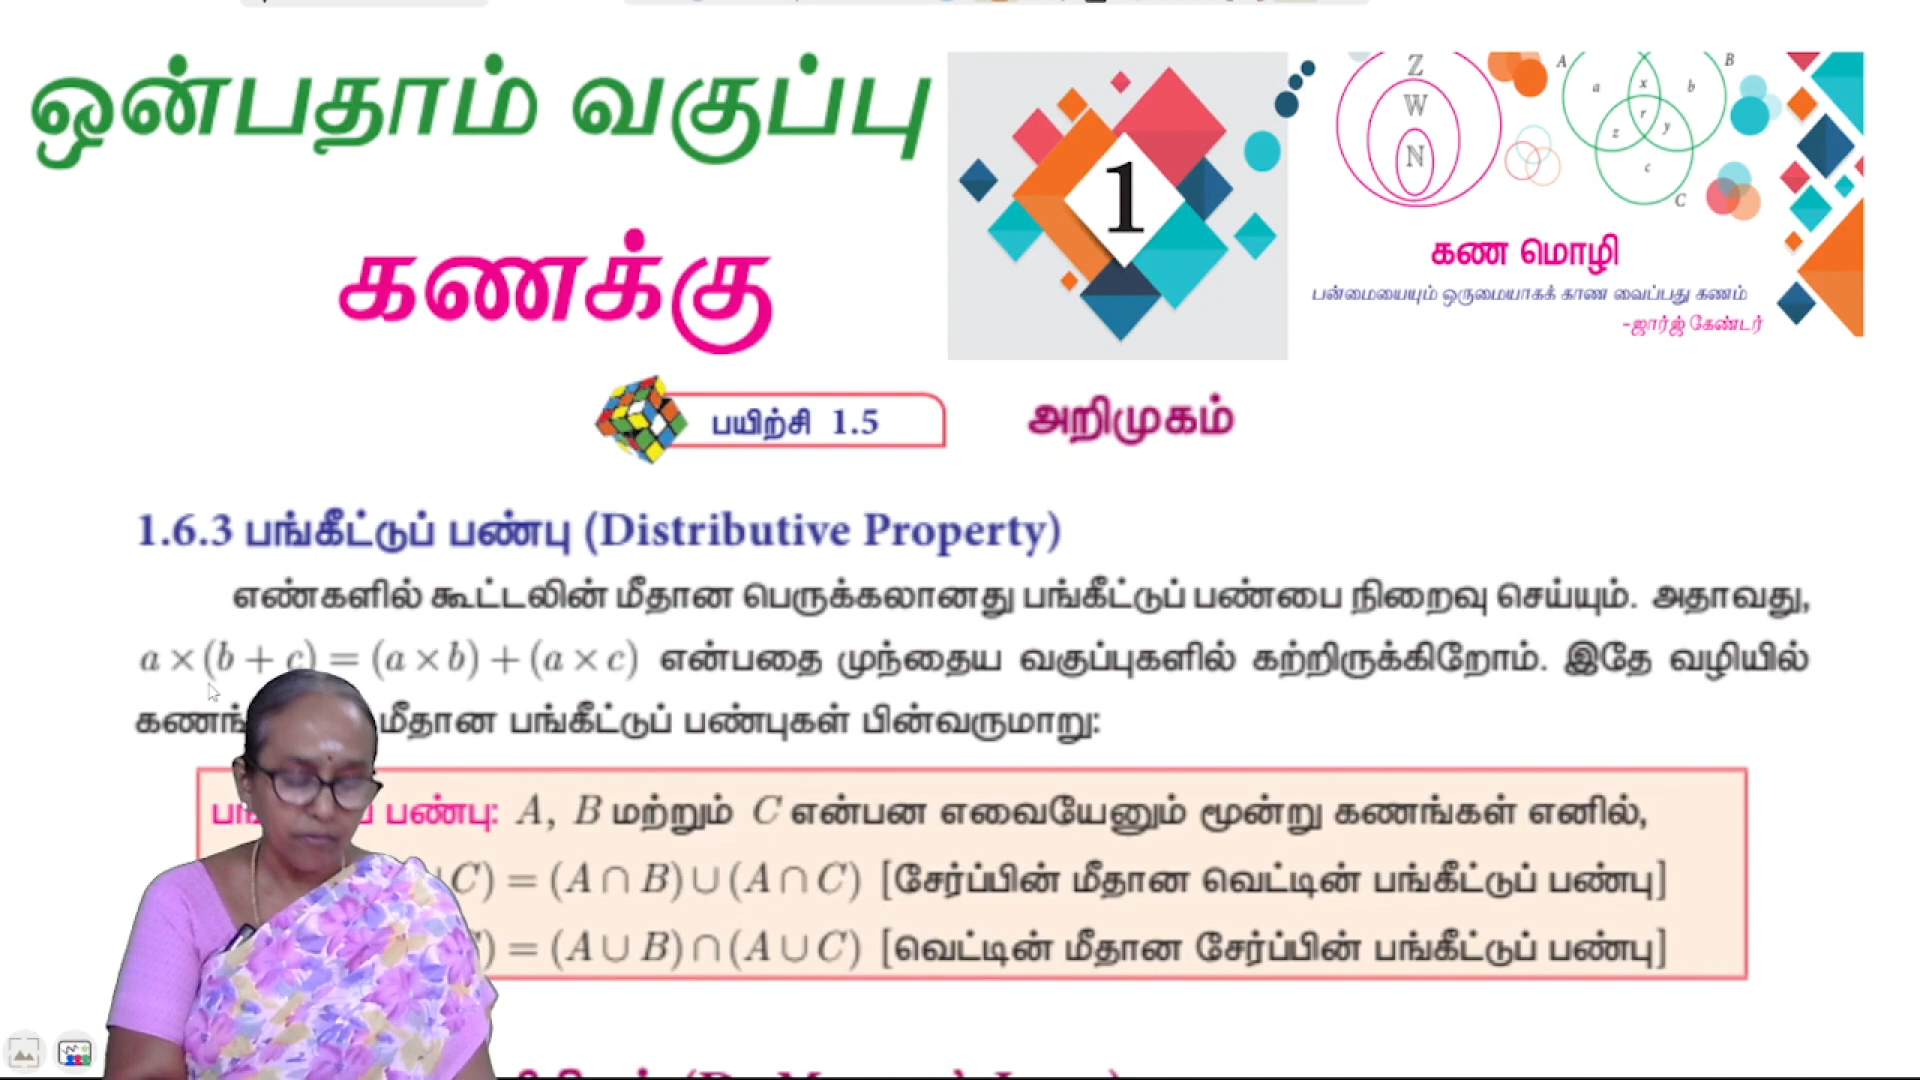 ஒன்பதாம் வகுப்பு
கணக்கு
1
Z
W
N
A
B
a
x
b
r
z
y
c
C
கண மொழி
பன்மையையும் ஒருமையாகக் காண வைப்பது கணம்
-ஜார்ஜ் கேண்டர்
பயிற்சி 1.5
அறிமுகம்
1.6.3 பங்கீட்டுப் பண்பு (Distributive Property)
எண்களில் கூட்டலின் மீதான பெருக்கலானது பங்கீட்டுப் பண்பை நிறைவு செய்யும். அதாவது,
a×(b + c) = (a×b)+(a×c) என்பதை முந்தைய வகுப்புகளில் கற்றிருக்கிறோம். இதே வழியில்
மீதான பங்கீட்டுப் பண்புகள் பின்வருமாறு:
பண்பு: A, B மற்றும் C என்பன எவையேனும் மூன்று கணங்கள் எனில்,
C) = (A∩B)∪(A∩C) [சேர்ப்பின் மீதான வெட்டின் பங்கீட்டுப் பண்பு]
) = (A∪B)∩(A∪C) [வெட்டின் மீதான சேர்ப்பின் பங்கீட்டுப் பண்பு]